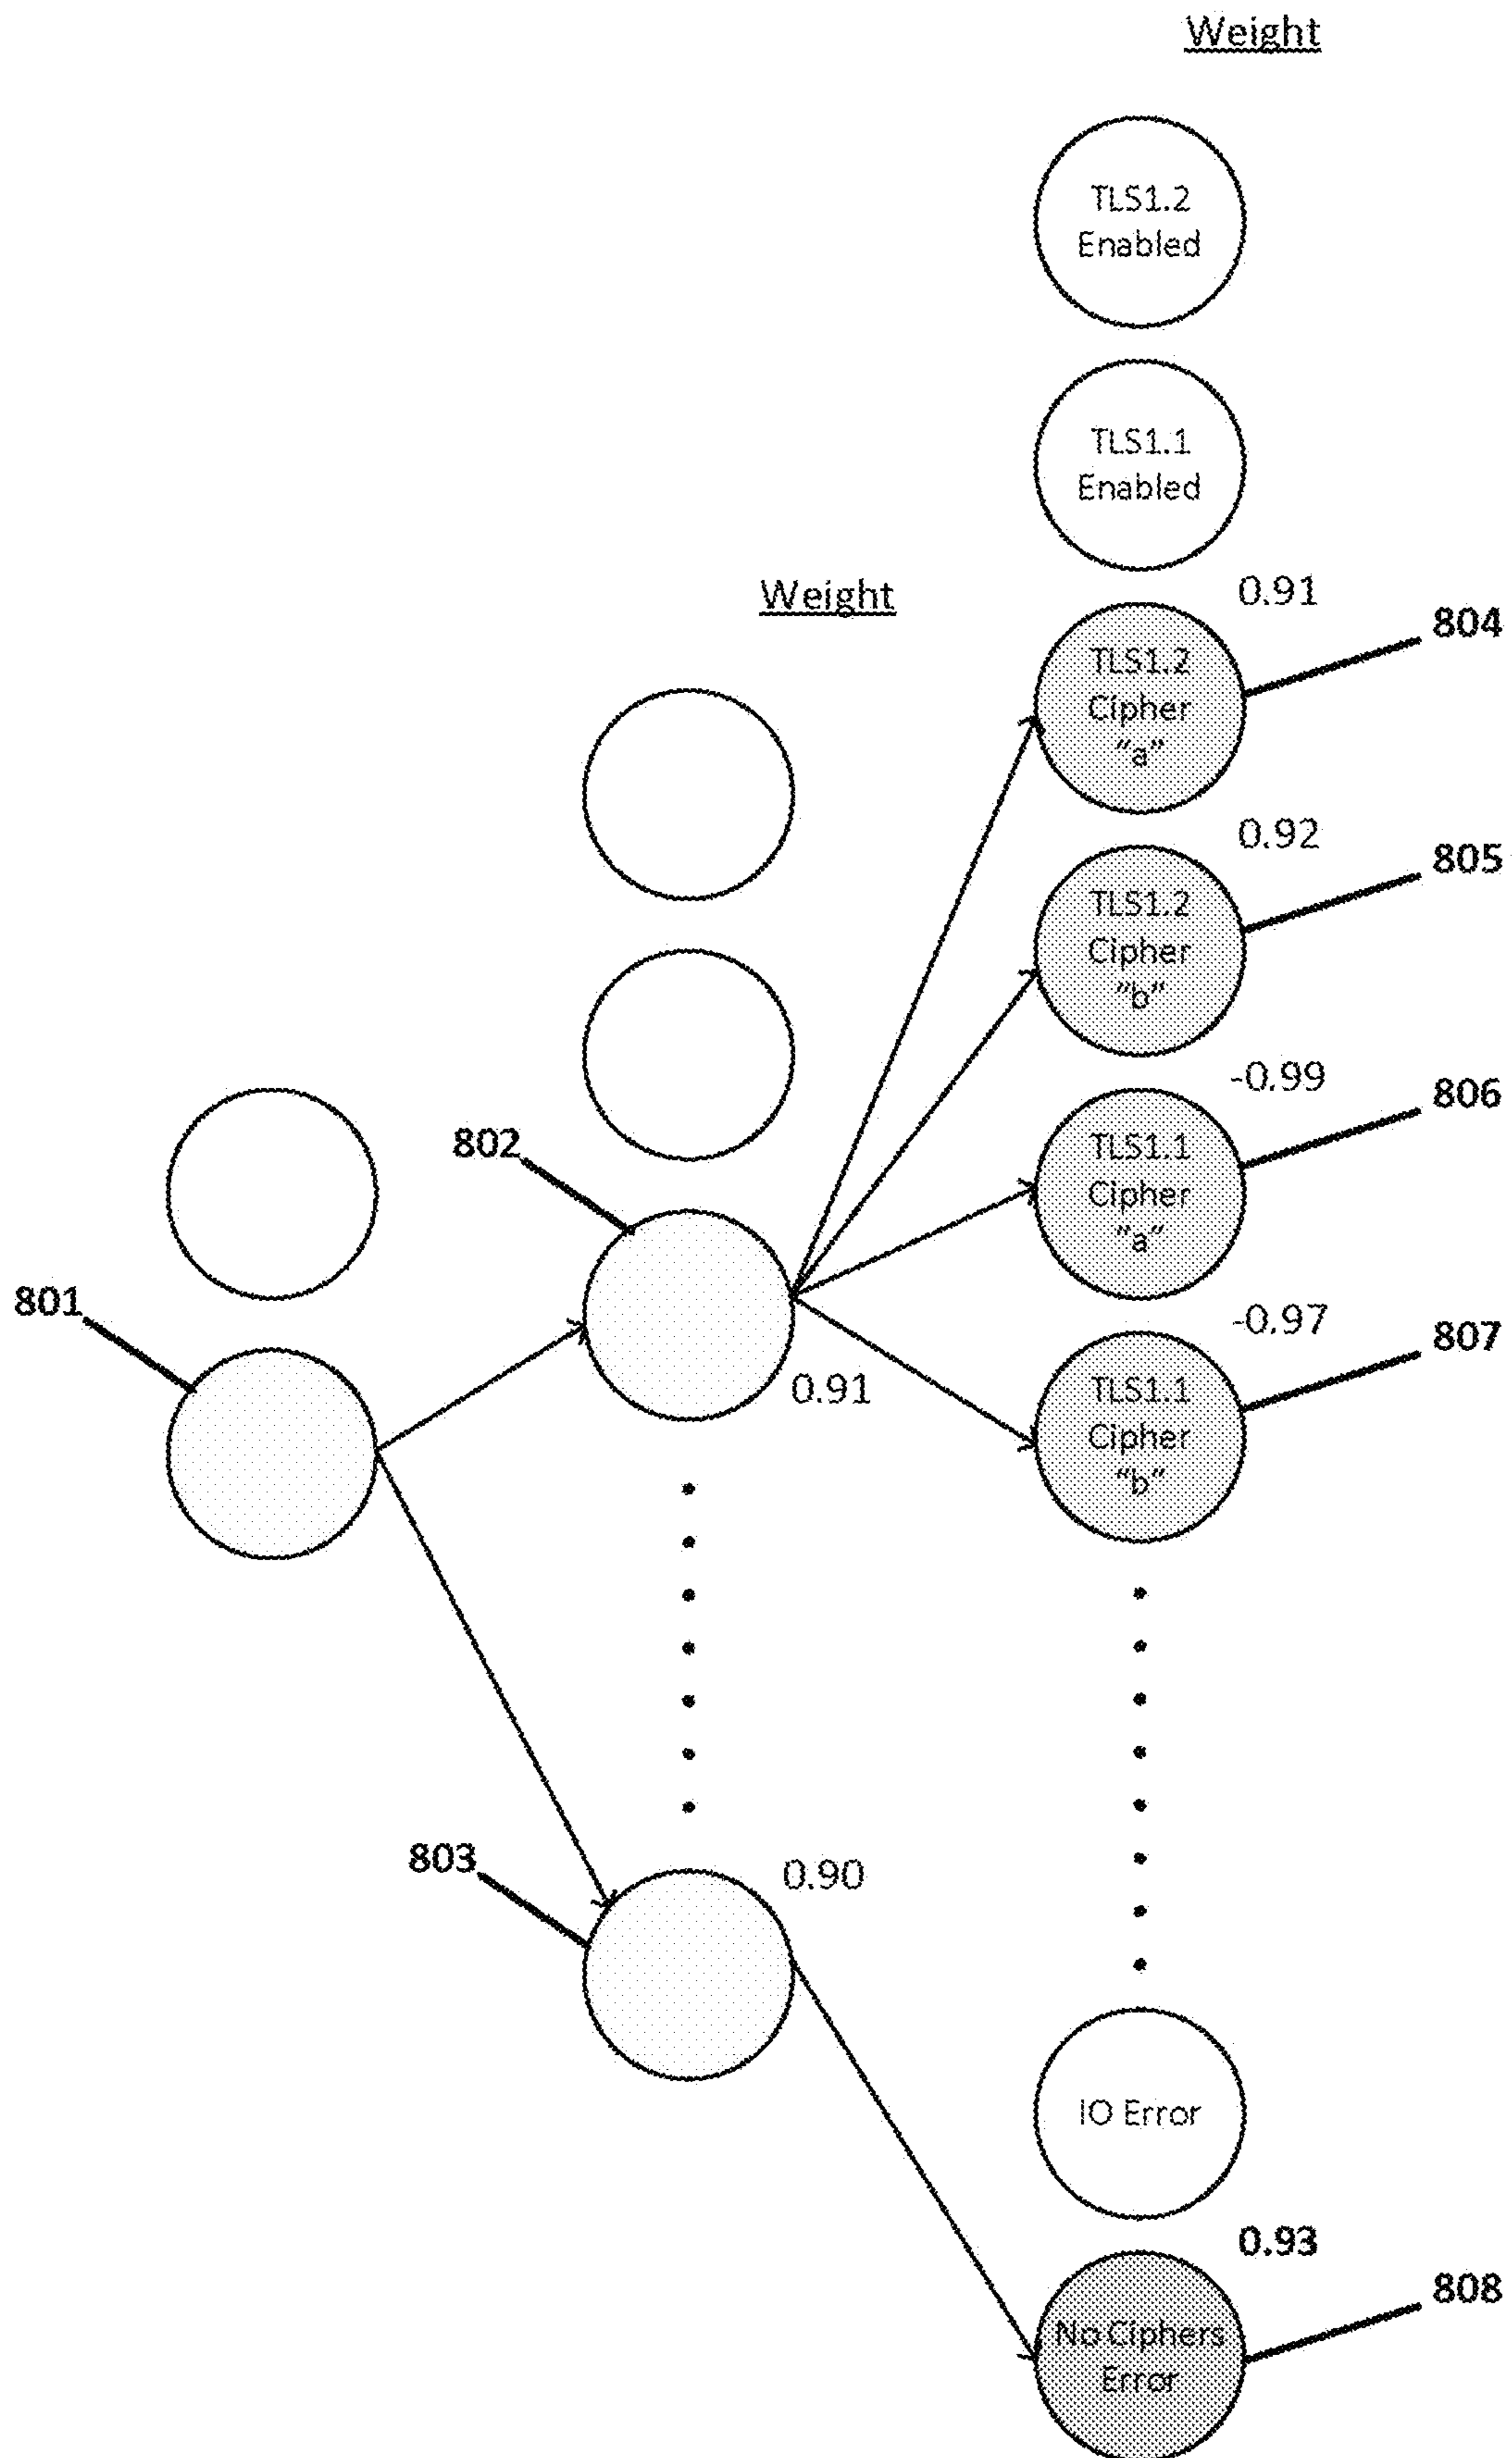 Weight
TLS1.2
Enabled
TLS1.1
Enabled
Weight
0.91
804
TLS1.2
Cipher
"a"
0.92
805
TLS1.2
Cipher
"b"
-0.99
806
802
TLS1.1
Cipher
"a"
801
-0.97
807
0.91
TLS1.1
Cipher
"b"
803
0.90
IO Error
0.93
808
No Ciphers
Error